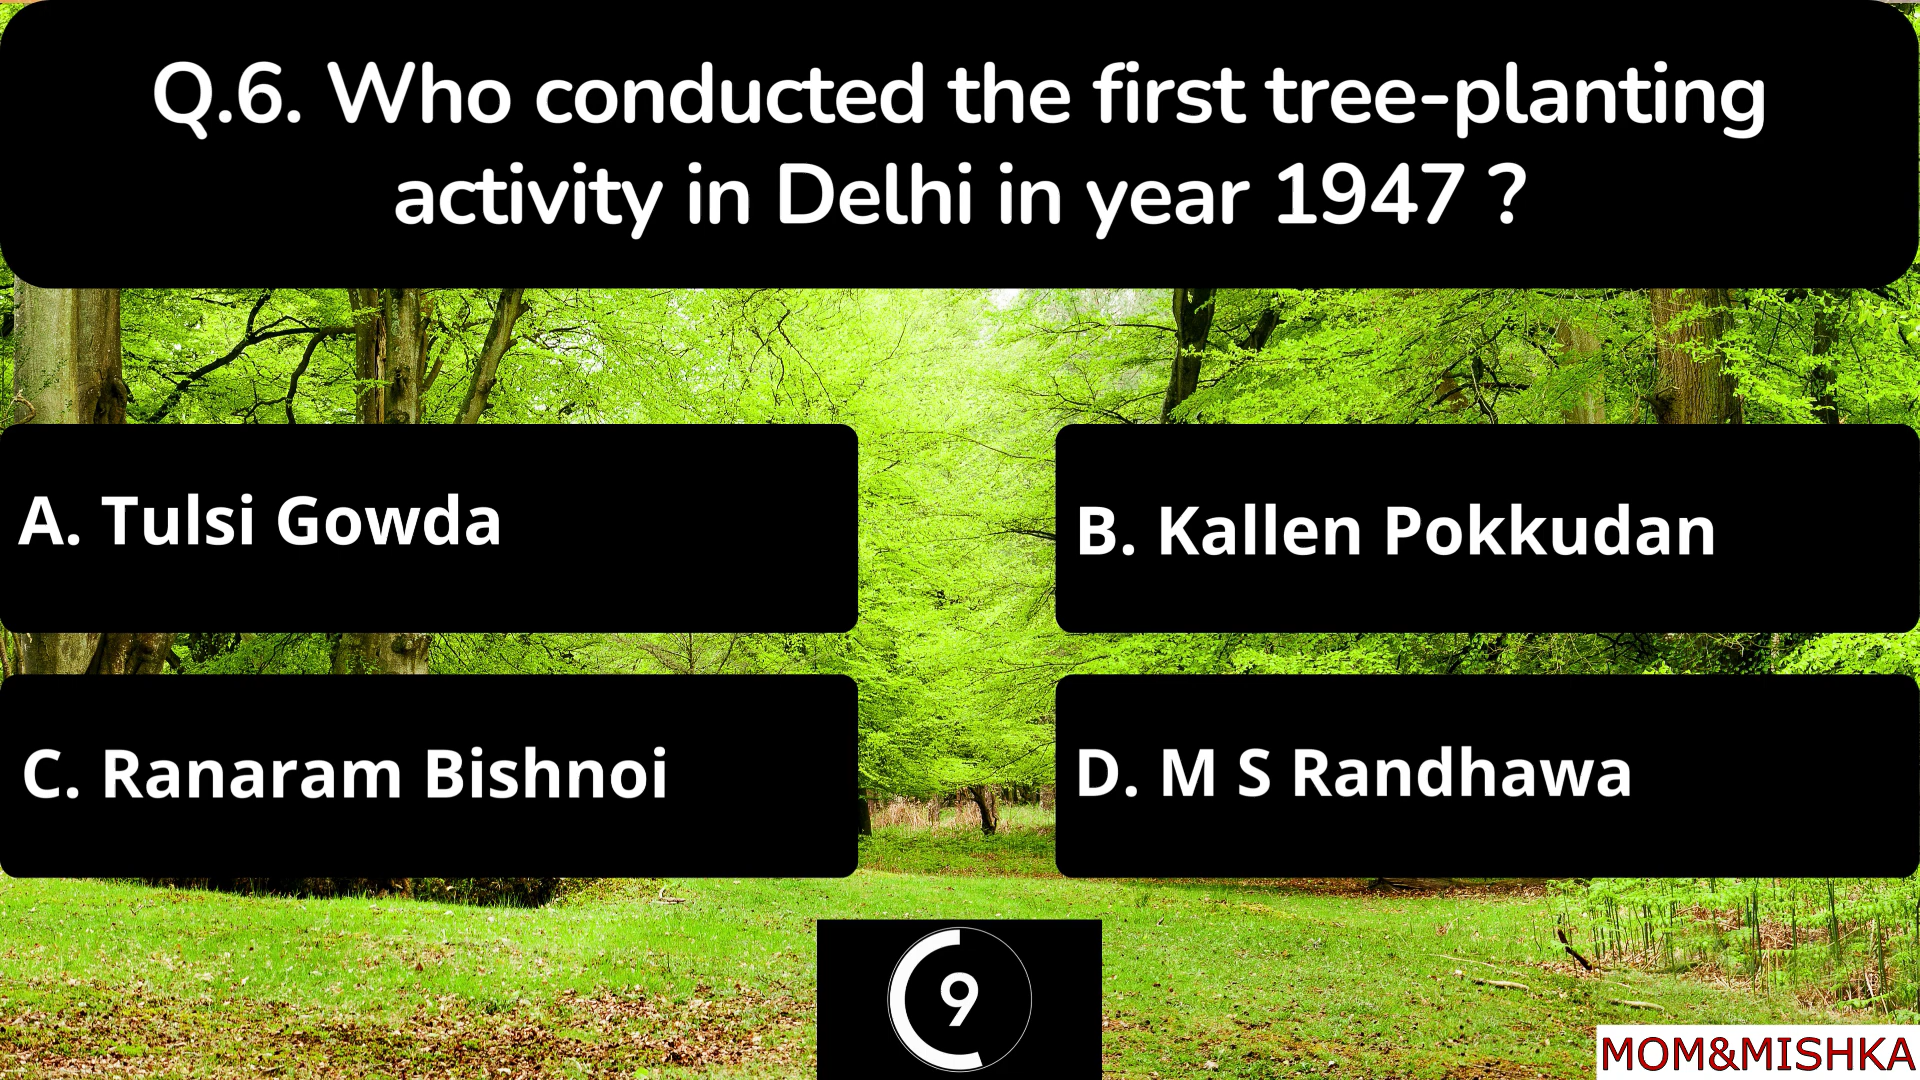 Q.6. Who conducted the first tree-planting
activity in Delhi in year 1947 ?
A. Tulsi Gowda
B. Kallen Pokkudan
C. Ranaram Bishnoi
D. M S Randhawa
9
MOM&MISHKA